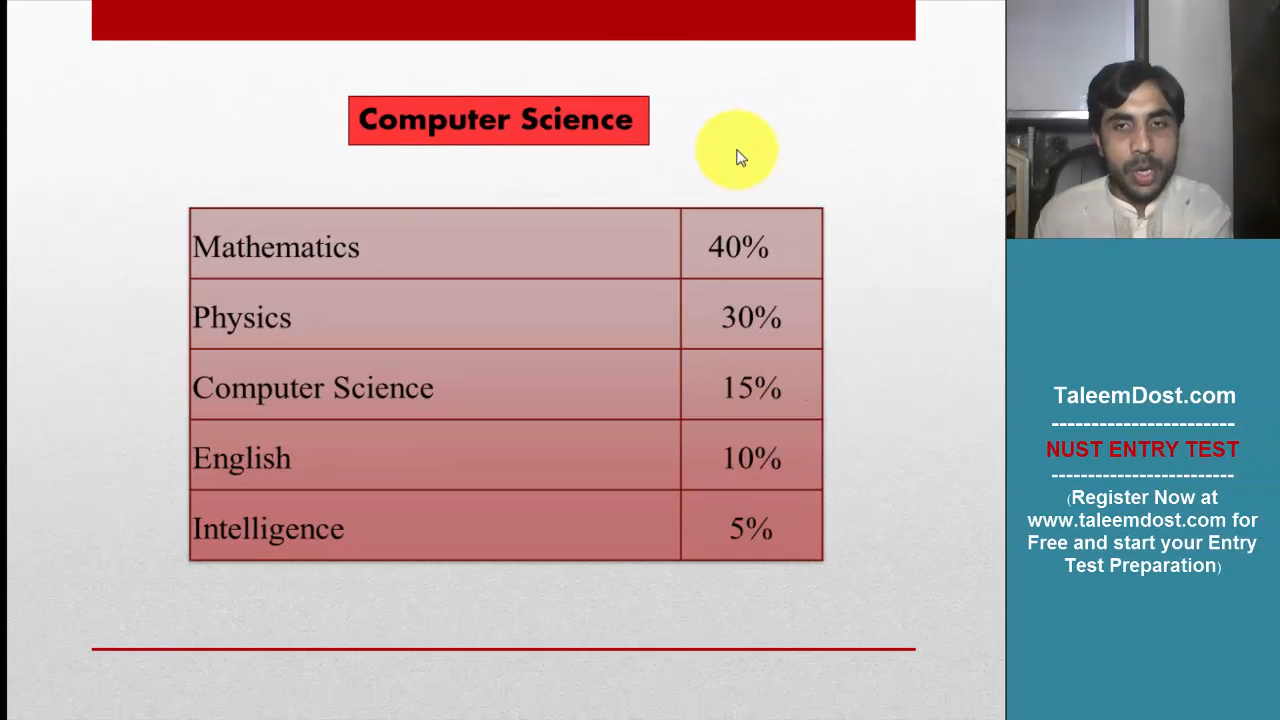 Computer Science
Mathematics 40%
Physics 30%
Computer Science 15%
English 10%
Intelligence 5%
TaleemDost.com
-----------------------
NUST ENTRY TEST
--------------------------
(Register Now at
www.taleemdost.com for
Free and start your Entry
Test Preparation)